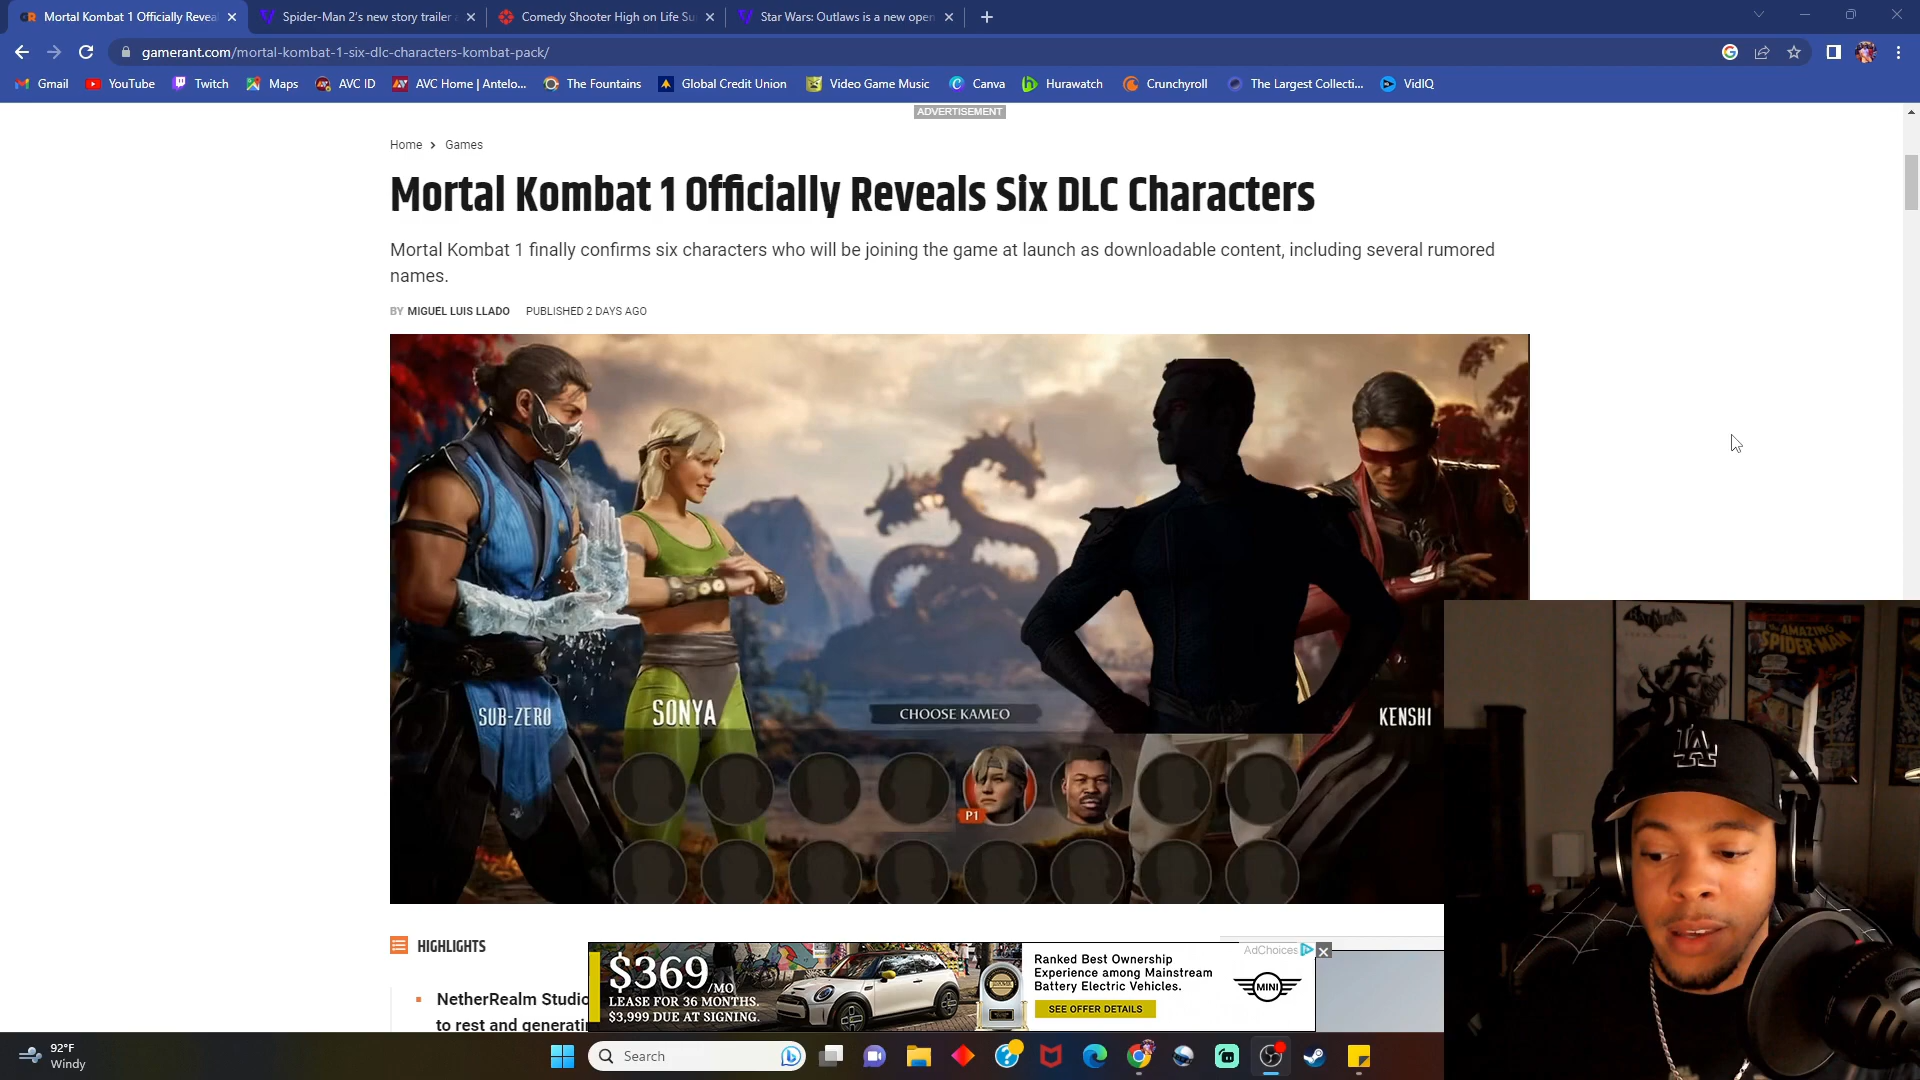 Mortal Kombat 1 Officially Revea
Spider-Man 2's new story trailer
Comedy Shooter High on Life Su
Star Wars: Outlaws is a new open
gamerant.com/mortal-kombat-1-six-dlc-characters-kombat-pack/
Gmail
YouTube
Twitch
Maps
AVC ID
AVC Home | Antelo...
The Fountains
Global Credit Union
Video Game Music
Canva
Hurawatch
Crunchyroll
The Largest Collecti...
VidIQ
ADVERTISEMENT
Home > Games
Mortal Kombat 1 Officially Reveals Six DLC Characters
Mortal Kombat 1 finally confirms six characters who will be joining the game at launch as downloadable content, including several rumored
names.
BY MIGUEL LUIS LLADO PUBLISHED 2 DAYS AGO
SUB-ZERO
SONYA
CHOOSE KAMEO
KENSHI
P1
THE AMAZING
SPIDER-MAN
LA
HIGHLIGHTS
NetherRealm Studio
to rest and generatin
$369/MO
LEASE FOR 36 MONTHS.
$3,999 DUE AT SIGNING.
Ranked Best Ownership
Experience among Mainstream
Battery Electric Vehicles.
SEE OFFER DETAILS
MINI
AdChoices
92°F
Windy
Search